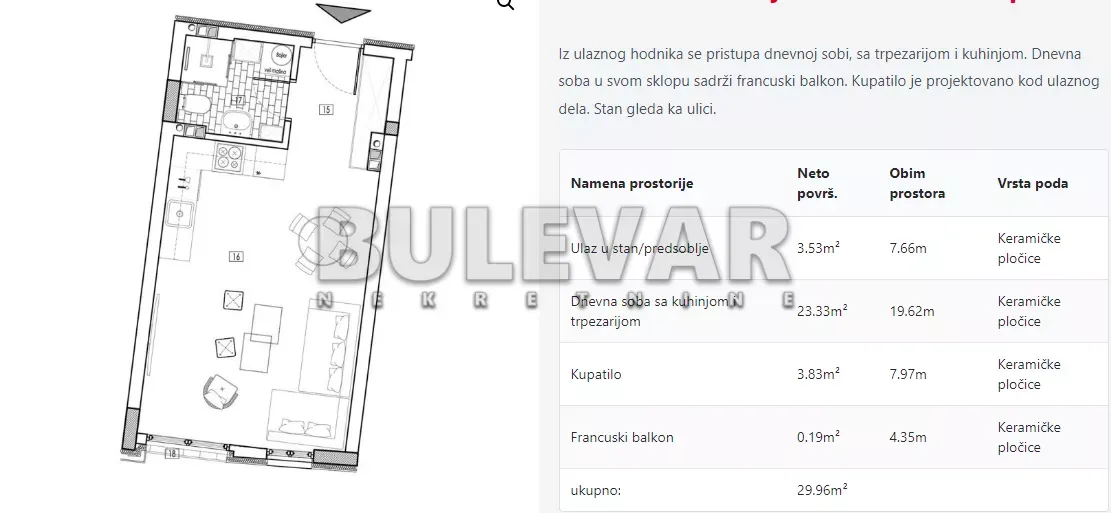 Bojler
veš mašina
17
15
16
18
BULEVAR
NEKRETNINE
Iz ulaznog hodnika se pristupa dnevnoj sobi, sa trpezarijom i kuhinjom. Dnevna
soba u svom sklopu sadrži francuski balkon. Kupatilo je projektovano kod ulaznog
dela. Stan gleda ka ulici.
Namena prostorije Neto površ. Obim prostora Vrsta poda
Ulaz u stan/predsoblje 3.53m² 7.66m Keramičke pločice
Dnevna soba sa kuhinjom i trpezarijom 23.33m² 19.62m Keramičke pločice
Kupatilo 3.83m² 7.97m Keramičke pločice
Francuski balkon 0.19m² 4.35m Keramičke pločice
ukupno: 29.96m²